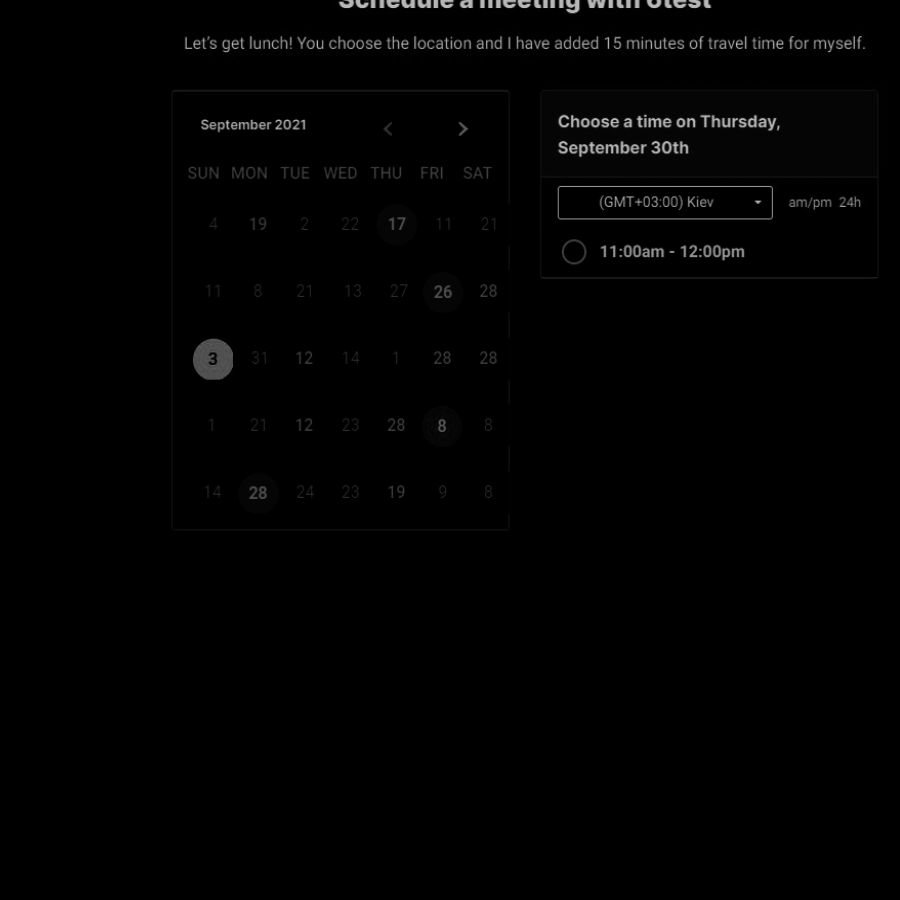 Schedule a meeting with 6test
Let's get lunch! You choose the location and I have added 15 minutes of travel time for myself.
September 2021
SUN MON TUE WED THU FRI SAT
4 19 2 22 17 11 21
11 8 21 13 27 26 28
3 31 12 14 1 28 28
1 21 12 23 28 8 8
14 28 24 23 19 9 8
Choose a time on Thursday,
September 30th
(GMT+03:00) Kiev am/pm 24h
11:00am - 12:00pm